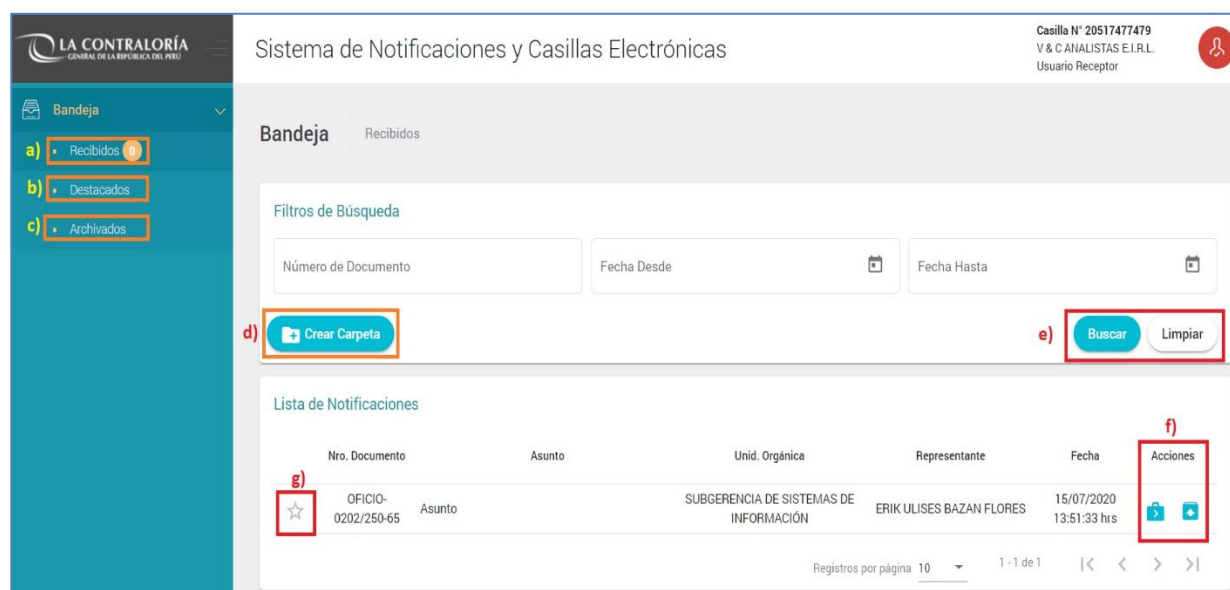 LA CONTRALORÍA
GENERAL DE LA REPÚBLICA DEL PERÚ
Sistema de Notificaciones y Casillas Electrónicas
Casilla N° 20517477479
V & C ANALISTAS E.I.R.L.
Usuario Receptor
Bandeja
a) Recibidos 0
b) Destacados
c) Archivados
Bandeja Recibidos
Filtros de Búsqueda
Número de Documento Fecha Desde Fecha Hasta
d) Crear Carpeta e) Buscar Limpiar
Lista de Notificaciones
f)
Nro. Documento Asunto Unid. Orgánica Representante Fecha Acciones
g)
OFICIO-
0202/250-65
Asunto
SUBGERENCIA DE SISTEMAS DE
INFORMACIÓN
ERIK ULISES BAZAN FLORES
15/07/2020
13:51:33 hrs
Registros por página 10 1 - 1 de 1